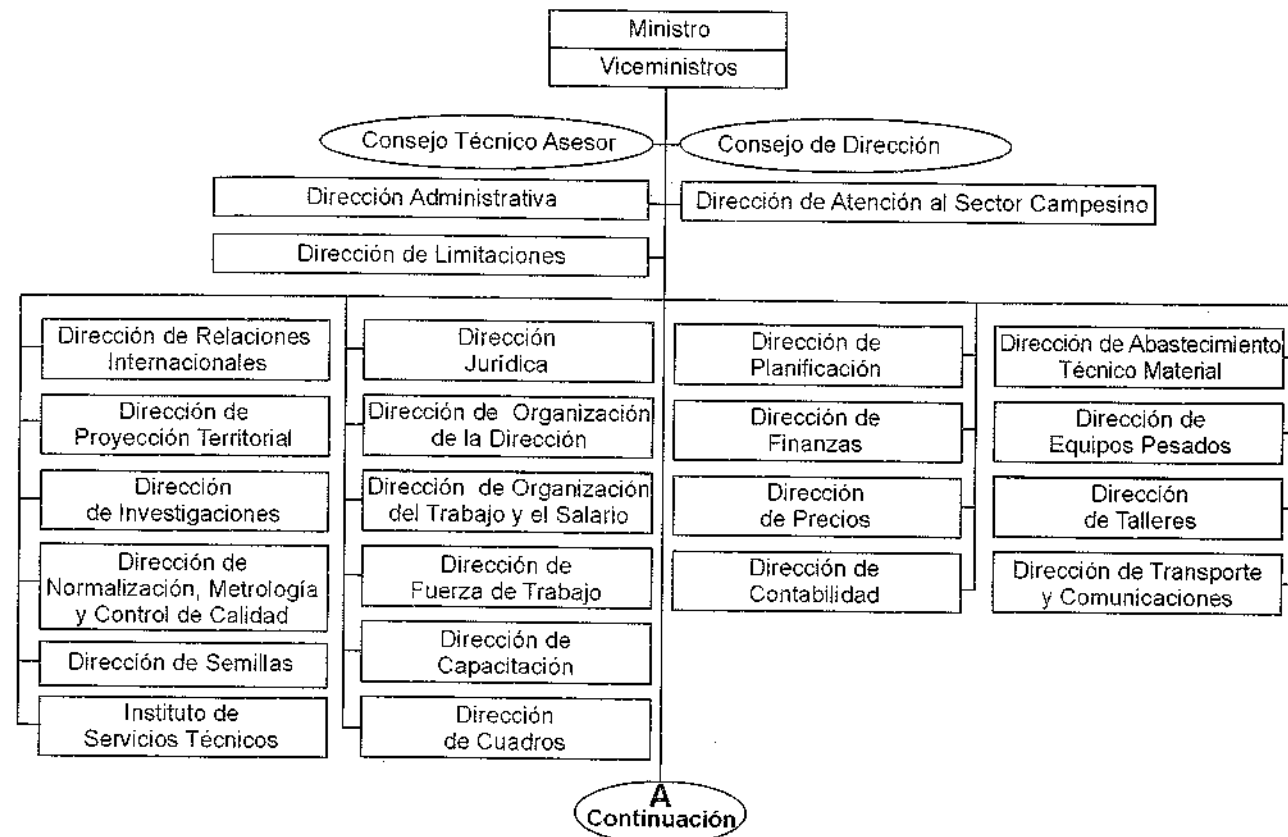 Ministro
Viceministros
Consejo Técnico Asesor
Consejo de Dirección
Dirección Administrativa
Dirección de Atención al Sector Campesino
Dirección de Limitaciones
Dirección de Relaciones
Internacionales
Dirección de
Proyección Territorial
Dirección
de Investigaciones
Dirección de
Normalización, Metrología
y Control de Calidad
Dirección de Semillas
Instituto de
Servicios Técnicos
Dirección
Jurídica
Dirección de Organización
de la Dirección
Dirección de Organización
del Trabajo y el Salario
Dirección de
Fuerza de Trabajo
Dirección de
Capacitación
Dirección
de Cuadros
Dirección de
Planificación
Dirección de
Finanzas
Dirección
de Precios
Dirección de
Contabilidad
Dirección de Abastecimiento
Técnico Material
Dirección de
Equipos Pesados
Dirección
de Talleres
Dirección de Transporte
y Comunicaciones
A
Continuación